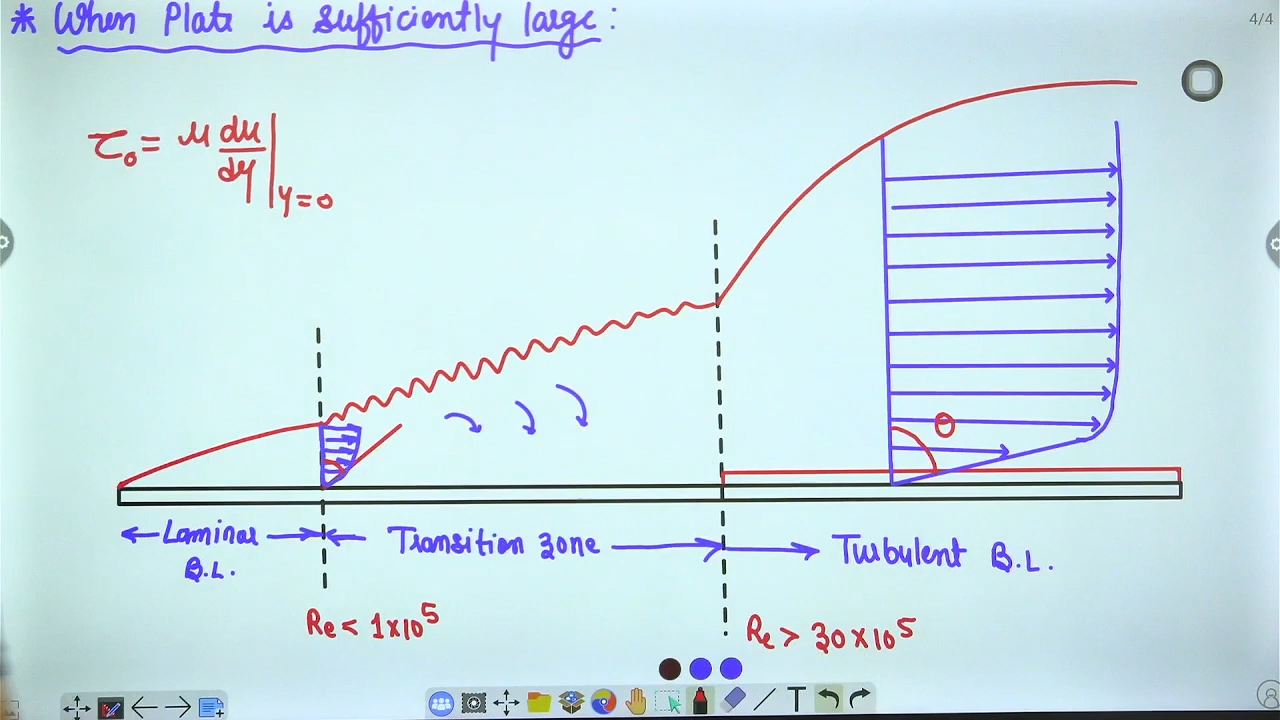 * When Plate is sufficiently large:
4/4
τ₀ = μ du/dy |y=0
θ
Laminar B.L.
Transition zone
Turbulent B.L.
Re < 1×10⁵
Re > 30×10⁵
T